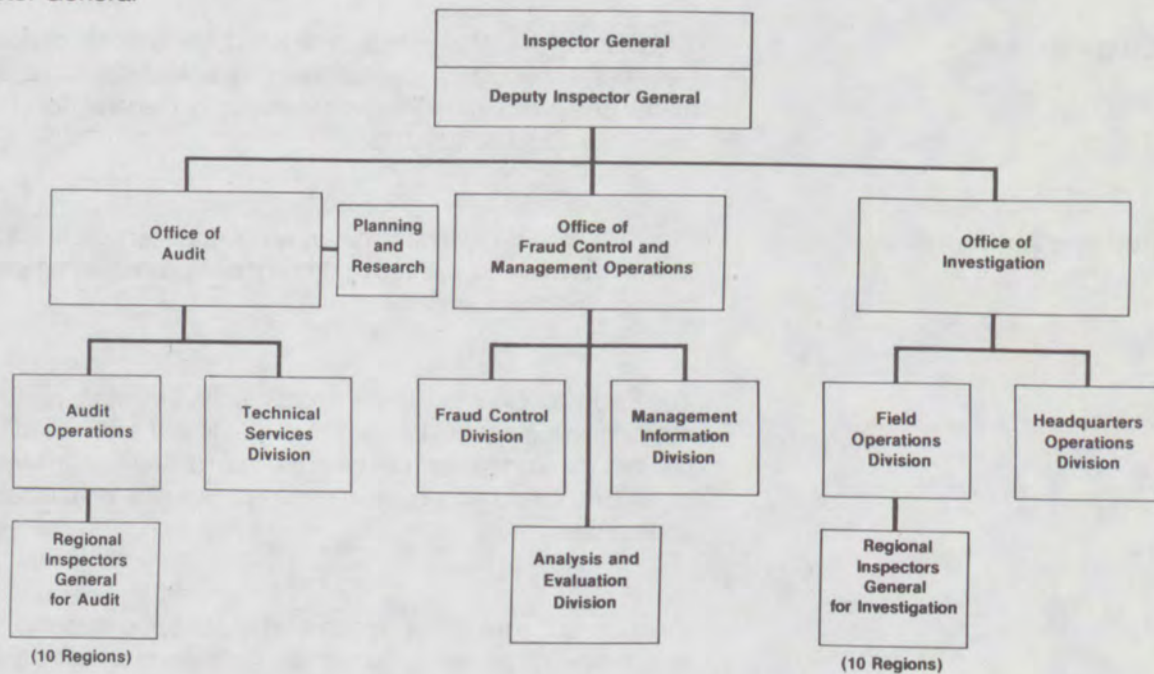 General
Inspector General
Deputy Inspector General
Office of
Audit
Planning
and
Research
Office of
Fraud Control and
Management Operations
Office of
Investigation
Audit
Operations
Technical
Services
Division
Fraud Control
Division
Management
Information
Division
Field
Operations
Division
Headquarters
Operations
Division
Regional
Inspectors
General
for Audit
(10 Regions)
Analysis and
Evaluation
Division
Regional
Inspectors
General
for Investigation
(10 Regions)